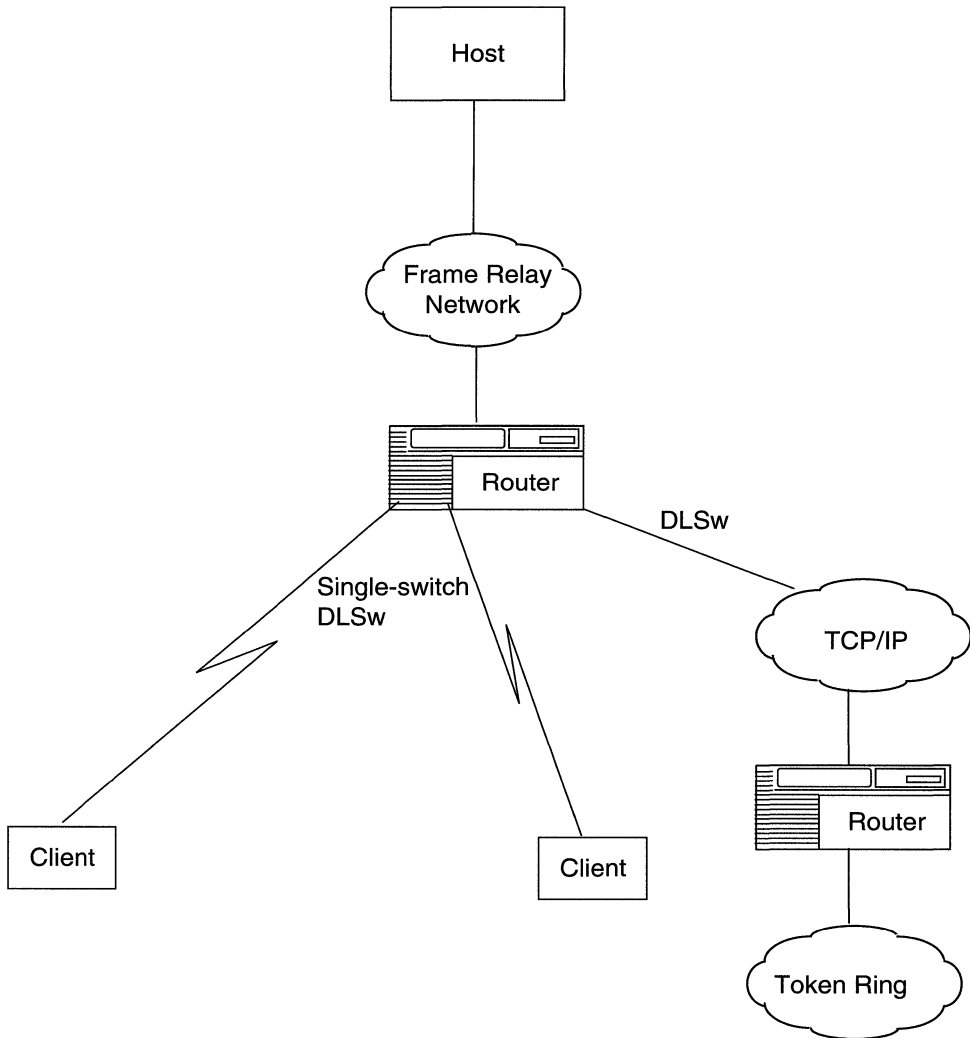 Host
Frame Relay
Network
Router
DLSw
Single-switch
DLSw
TCP/IP
Router
Client
Client
Token Ring